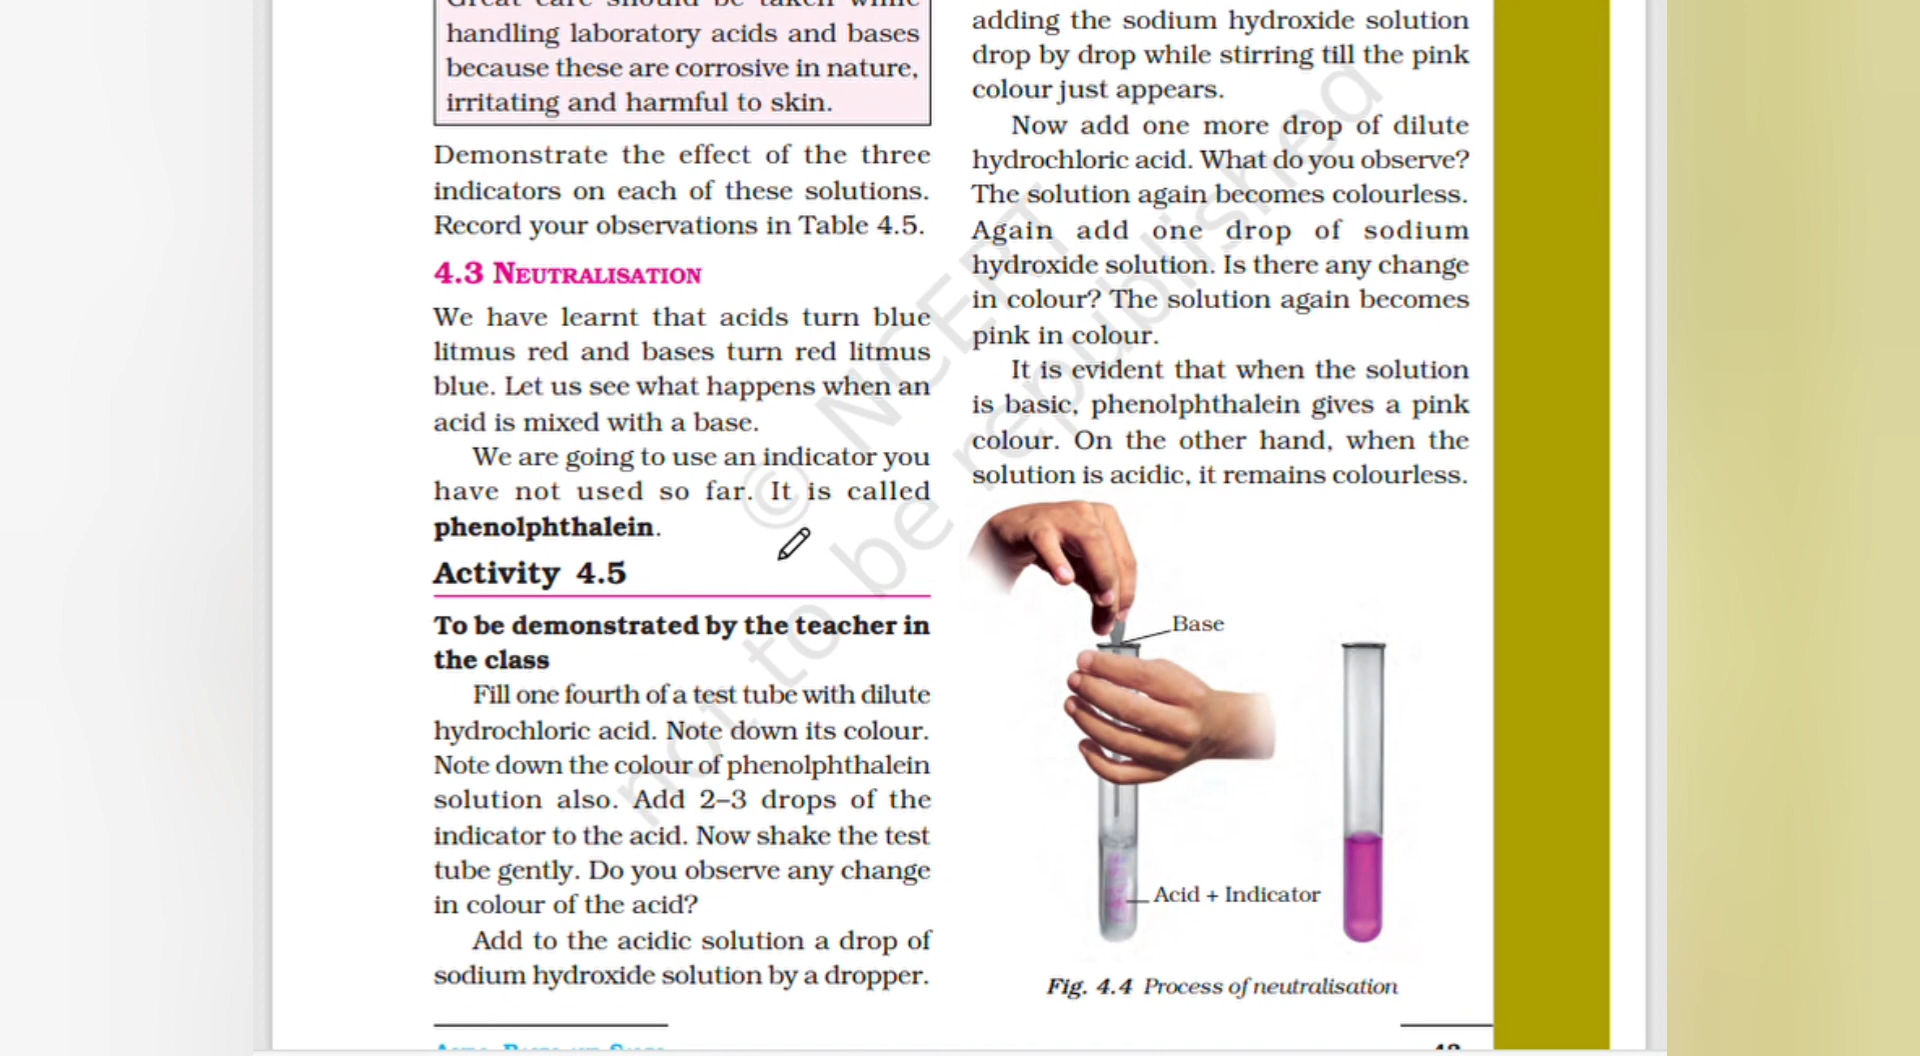 Great care should be taken while
handling laboratory acids and bases
because these are corrosive in nature,
irritating and harmful to skin.
Demonstrate the effect of the three
indicators on each of these solutions.
Record your observations in Table 4.5.
4.3 NEUTRALISATION
We have learnt that acids turn blue
litmus red and bases turn red litmus
blue. Let us see what happens when an
acid is mixed with a base.
We are going to use an indicator you
have not used so far. It is called
phenolphthalein.
Activity 4.5
To be demonstrated by the teacher in
the class
Fill one fourth of a test tube with dilute
hydrochloric acid. Note down its colour.
Note down the colour of phenolphthalein
solution also. Add 2–3 drops of the
indicator to the acid. Now shake the test
tube gently. Do you observe any change
in colour of the acid?
Add to the acidic solution a drop of
sodium hydroxide solution by a dropper.
adding the sodium hydroxide solution
drop by drop while stirring till the pink
colour just appears.
Now add one more drop of dilute
hydrochloric acid. What do you observe?
The solution again becomes colourless.
Again add one drop of sodium
hydroxide solution. Is there any change
in colour? The solution again becomes
pink in colour.
It is evident that when the solution
is basic, phenolphthalein gives a pink
colour. On the other hand, when the
solution is acidic, it remains colourless.
Base
Acid + Indicator
Fig. 4.4 Process of neutralisation
© NCERT
not to be republished